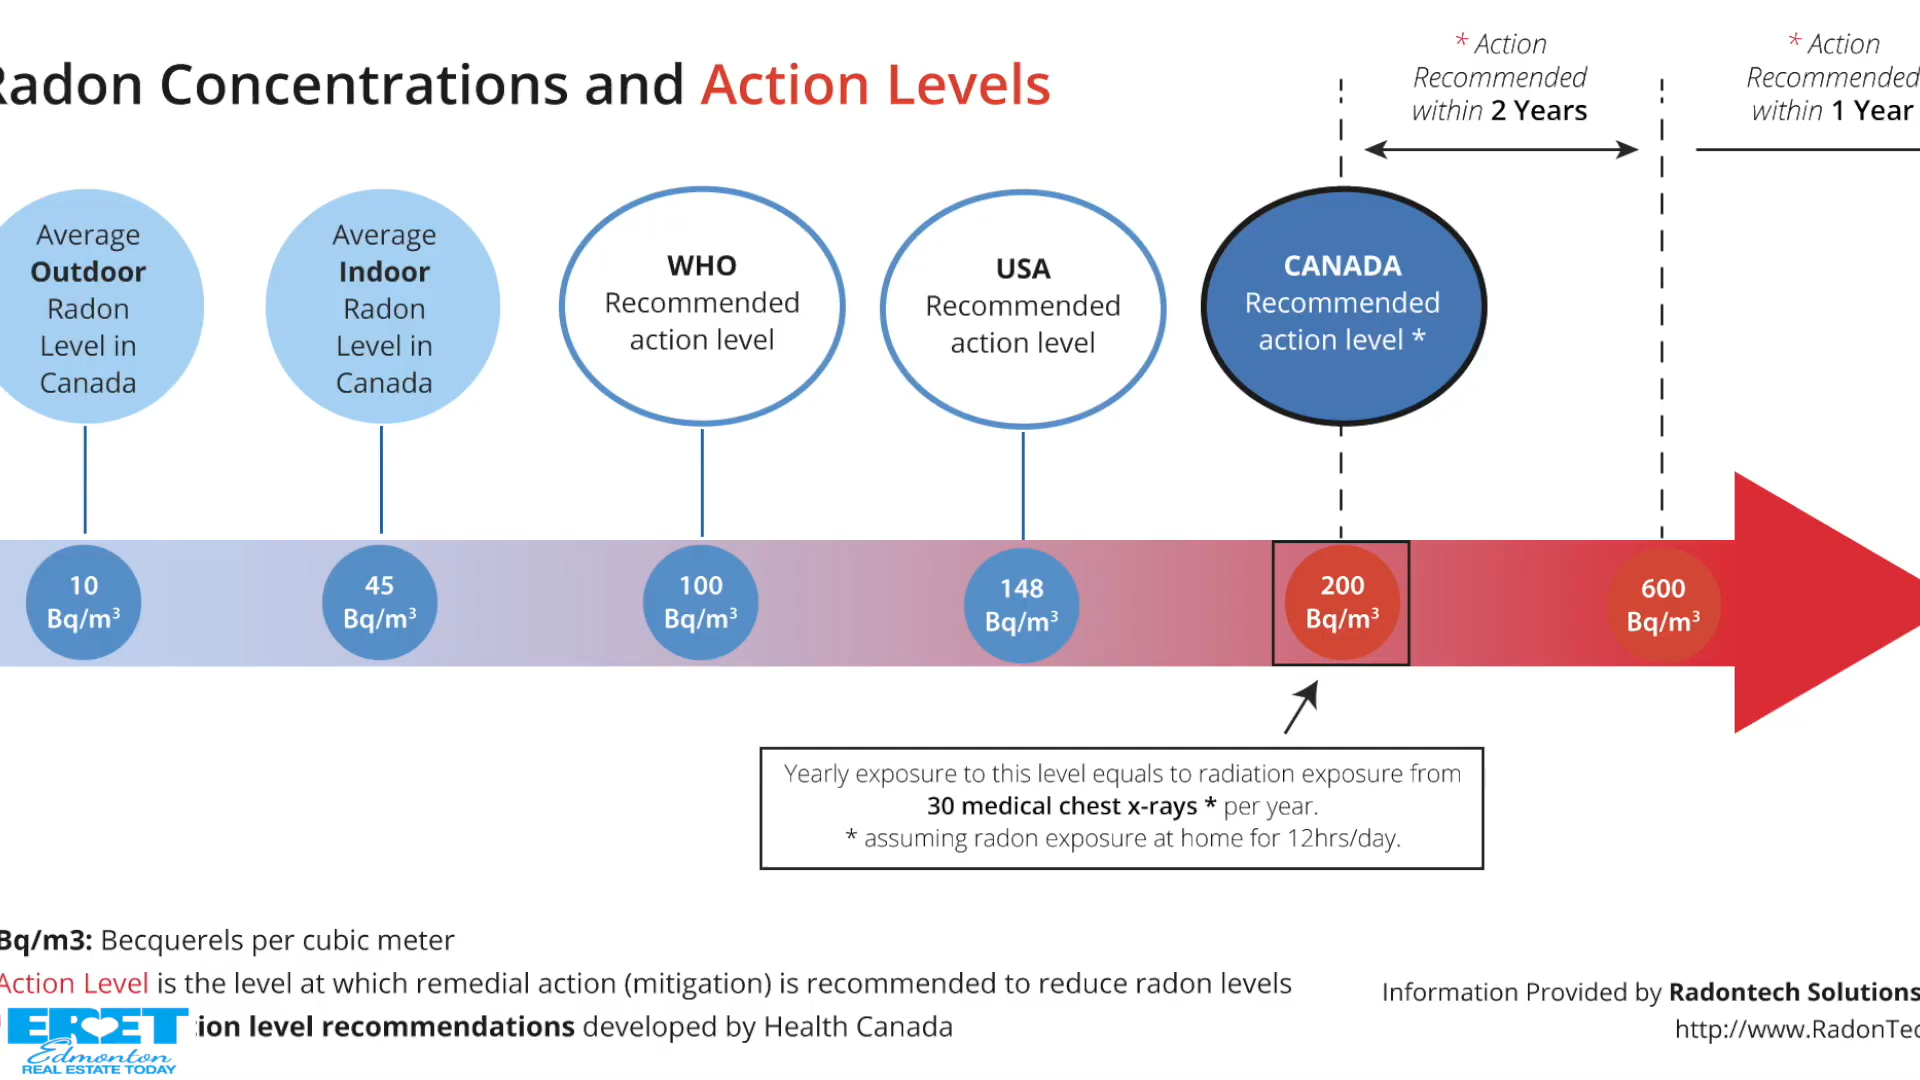 Radon Concentrations and Action Levels
* Action
Recommended
within 2 Years
* Action
Recommended
within 1 Year
Average
Outdoor
Radon
Level in
Canada
Average
Indoor
Radon
Level in
Canada
WHO
Recommended
action level
USA
Recommended
action level
CANADA
Recommended
action level *
10
Bq/m³
45
Bq/m³
100
Bq/m³
148
Bq/m³
200
Bq/m³
600
Bq/m³
Yearly exposure to this level equals to radiation exposure from
30 medical chest x-rays * per year.
* assuming radon exposure at home for 12hrs/day.
Bq/m3: Becquerels per cubic meter
Action Level is the level at which remedial action (mitigation) is recommended to reduce radon levels
ion level recommendations developed by Health Canada
Information Provided by Radontech Solutions
http://www.RadonTec
ERET
Edmonton
REAL ESTATE TODAY